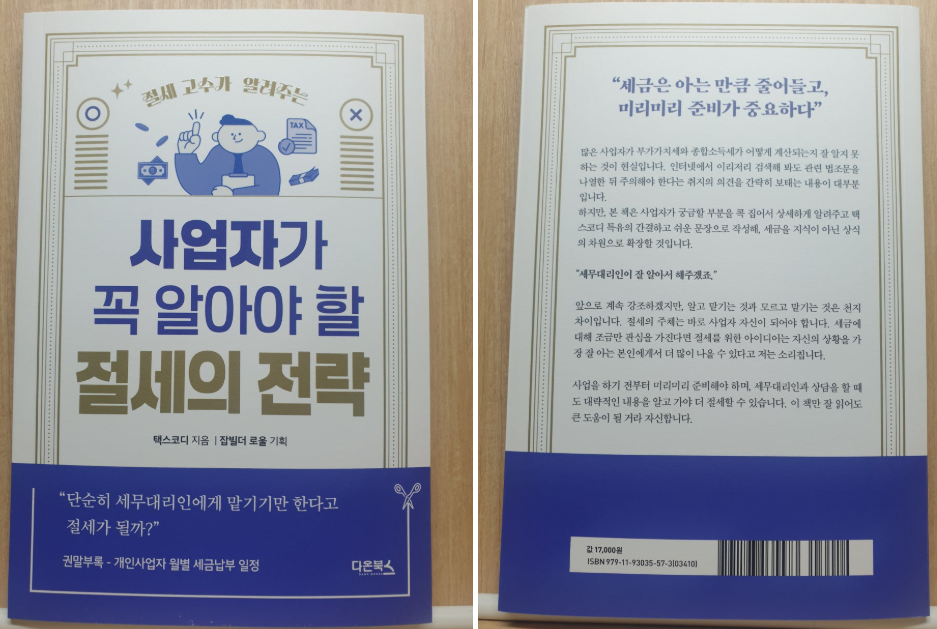 절세 고수가 알려주는
TAX
사업자가
꼭 알아야 할
절세의 전략
택스코디 지음 | 잡빌더 로울 기획
“단순히 세무대리인에게 맡기기만 한다고
절세가 될까?”
권말부록 - 개인사업자 월별 세금납부 일정
다온북스
“세금은 아는 만큼 줄어들고,
미리미리 준비가 중요하다”
많은 사업자가 부가가치세와 종합소득세가 어떻게 계산되는지 잘 알지 못
하는 것이 현실입니다. 인터넷에서 이리저리 검색해 봐도 관련 법조문을
나열한 뒤 주의해야 한다는 취지의 의견을 간략히 보태는 내용이 대부분
입니다.
하지만, 본 책은 사업자가 궁금할 부분을 콕 집어서 상세하게 알려주고 택
스코디 특유의 간결하고 쉬운 문장으로 작성해, 세금을 지식이 아닌 상식
의 차원으로 확장할 것입니다.
“세무대리인이 잘 알아서 해주겠죠.”
앞으로 계속 강조하겠지만, 알고 맡기는 것과 모르고 맡기는 것은 천지
차이입니다. 절세의 주체는 바로 사업자 자신이 되어야 합니다. 세금에
대해 조금만 관심을 가진다면 절세를 위한 아이디어는 자신의 상황을 가
장 잘 아는 본인에게서 더 많이 나올 수 있다고 저는 소리칩니다.
사업을 하기 전부터 미리미리 준비해야 하며, 세무대리인과 상담을 할 때
도 대략적인 내용을 알고 가야 더 절세할 수 있습니다. 이 책만 잘 읽어도
큰 도움이 될 거라 자신합니다.
값 17,000원
ISBN 979-11-93035-57-3(03410)